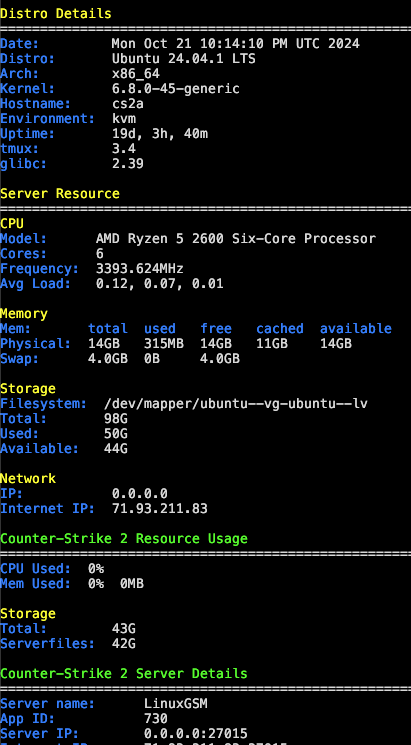 Distro Details
=====================================================
Date: Mon Oct 21 10:14:10 PM UTC 2024
Distro: Ubuntu 24.04.1 LTS
Arch: x86_64
Kernel: 6.8.0-45-generic
Hostname: cs2a
Environment: kvm
Uptime: 19d, 3h, 40m
tmux: 3.4
glibc: 2.39
Server Resource
=====================================================
CPU
Model: AMD Ryzen 5 2600 Six-Core Processor
Cores: 6
Frequency: 3393.624MHz
Avg Load: 0.12, 0.07, 0.01
Memory
Mem: total used free cached available
Physical: 14GB 315MB 14GB 11GB 14GB
Swap: 4.0GB 0B 4.0GB
Storage
Filesystem: /dev/mapper/ubuntu--vg-ubuntu--lv
Total: 98G
Used: 50G
Available: 44G
Network
IP: 0.0.0.0
Internet IP: 71.93.211.83
Counter-Strike 2 Resource Usage
=====================================================
CPU Used: 0%
Mem Used: 0% 0MB
Storage
Total: 43G
Serverfiles: 42G
Counter-Strike 2 Server Details
=====================================================
Server name: LinuxGSM
App ID: 730
Server IP: 0.0.0.0:27015